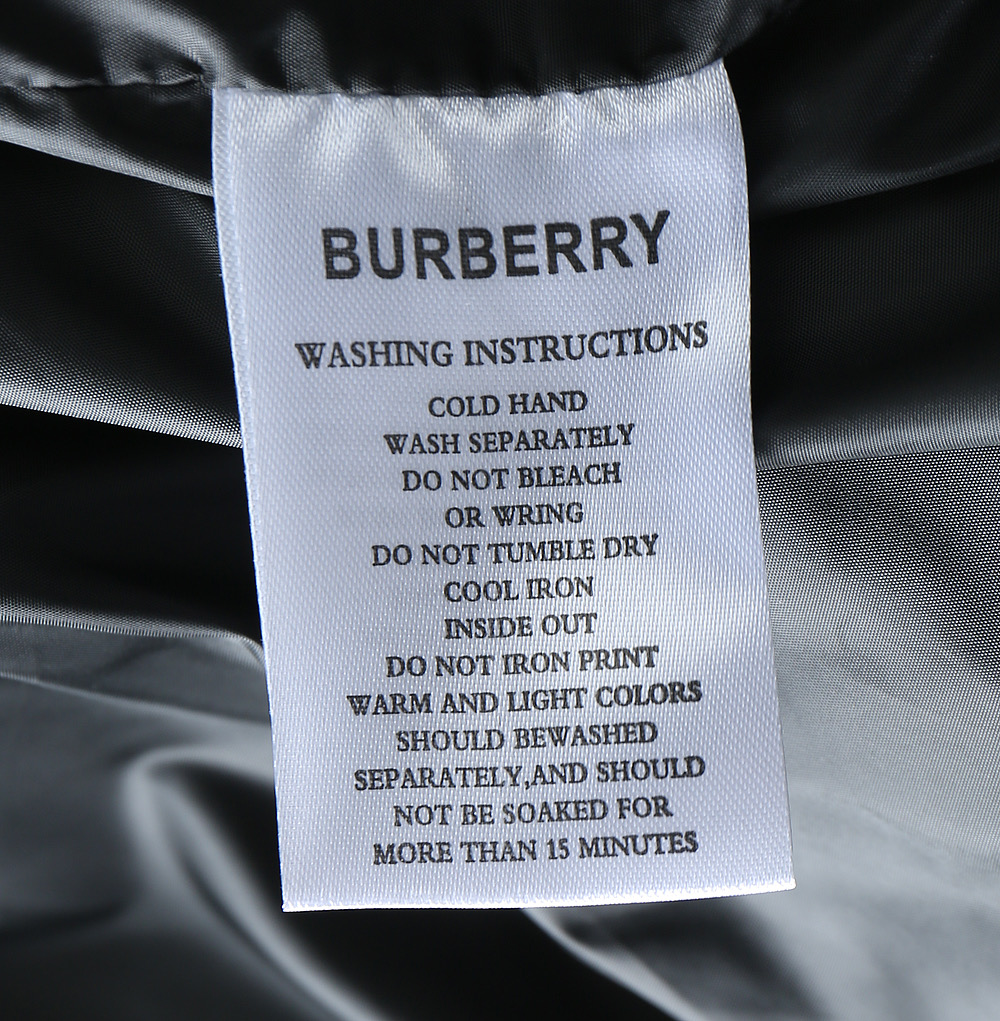 BURBERRY
WASHING INSTRUCTIONS
COLD HAND
WASH SEPARATELY
DO NOT BLEACH
OR WRING
DO NOT TUMBLE DRY
COOL IRON
INSIDE OUT
DO NOT IRON PRINT
WARM AND LIGHT COLORS
SHOULD BEWASHED
SEPARATELY,AND SHOULD
NOT BE SOAKED FOR
MORE THAN 15 MINUTES